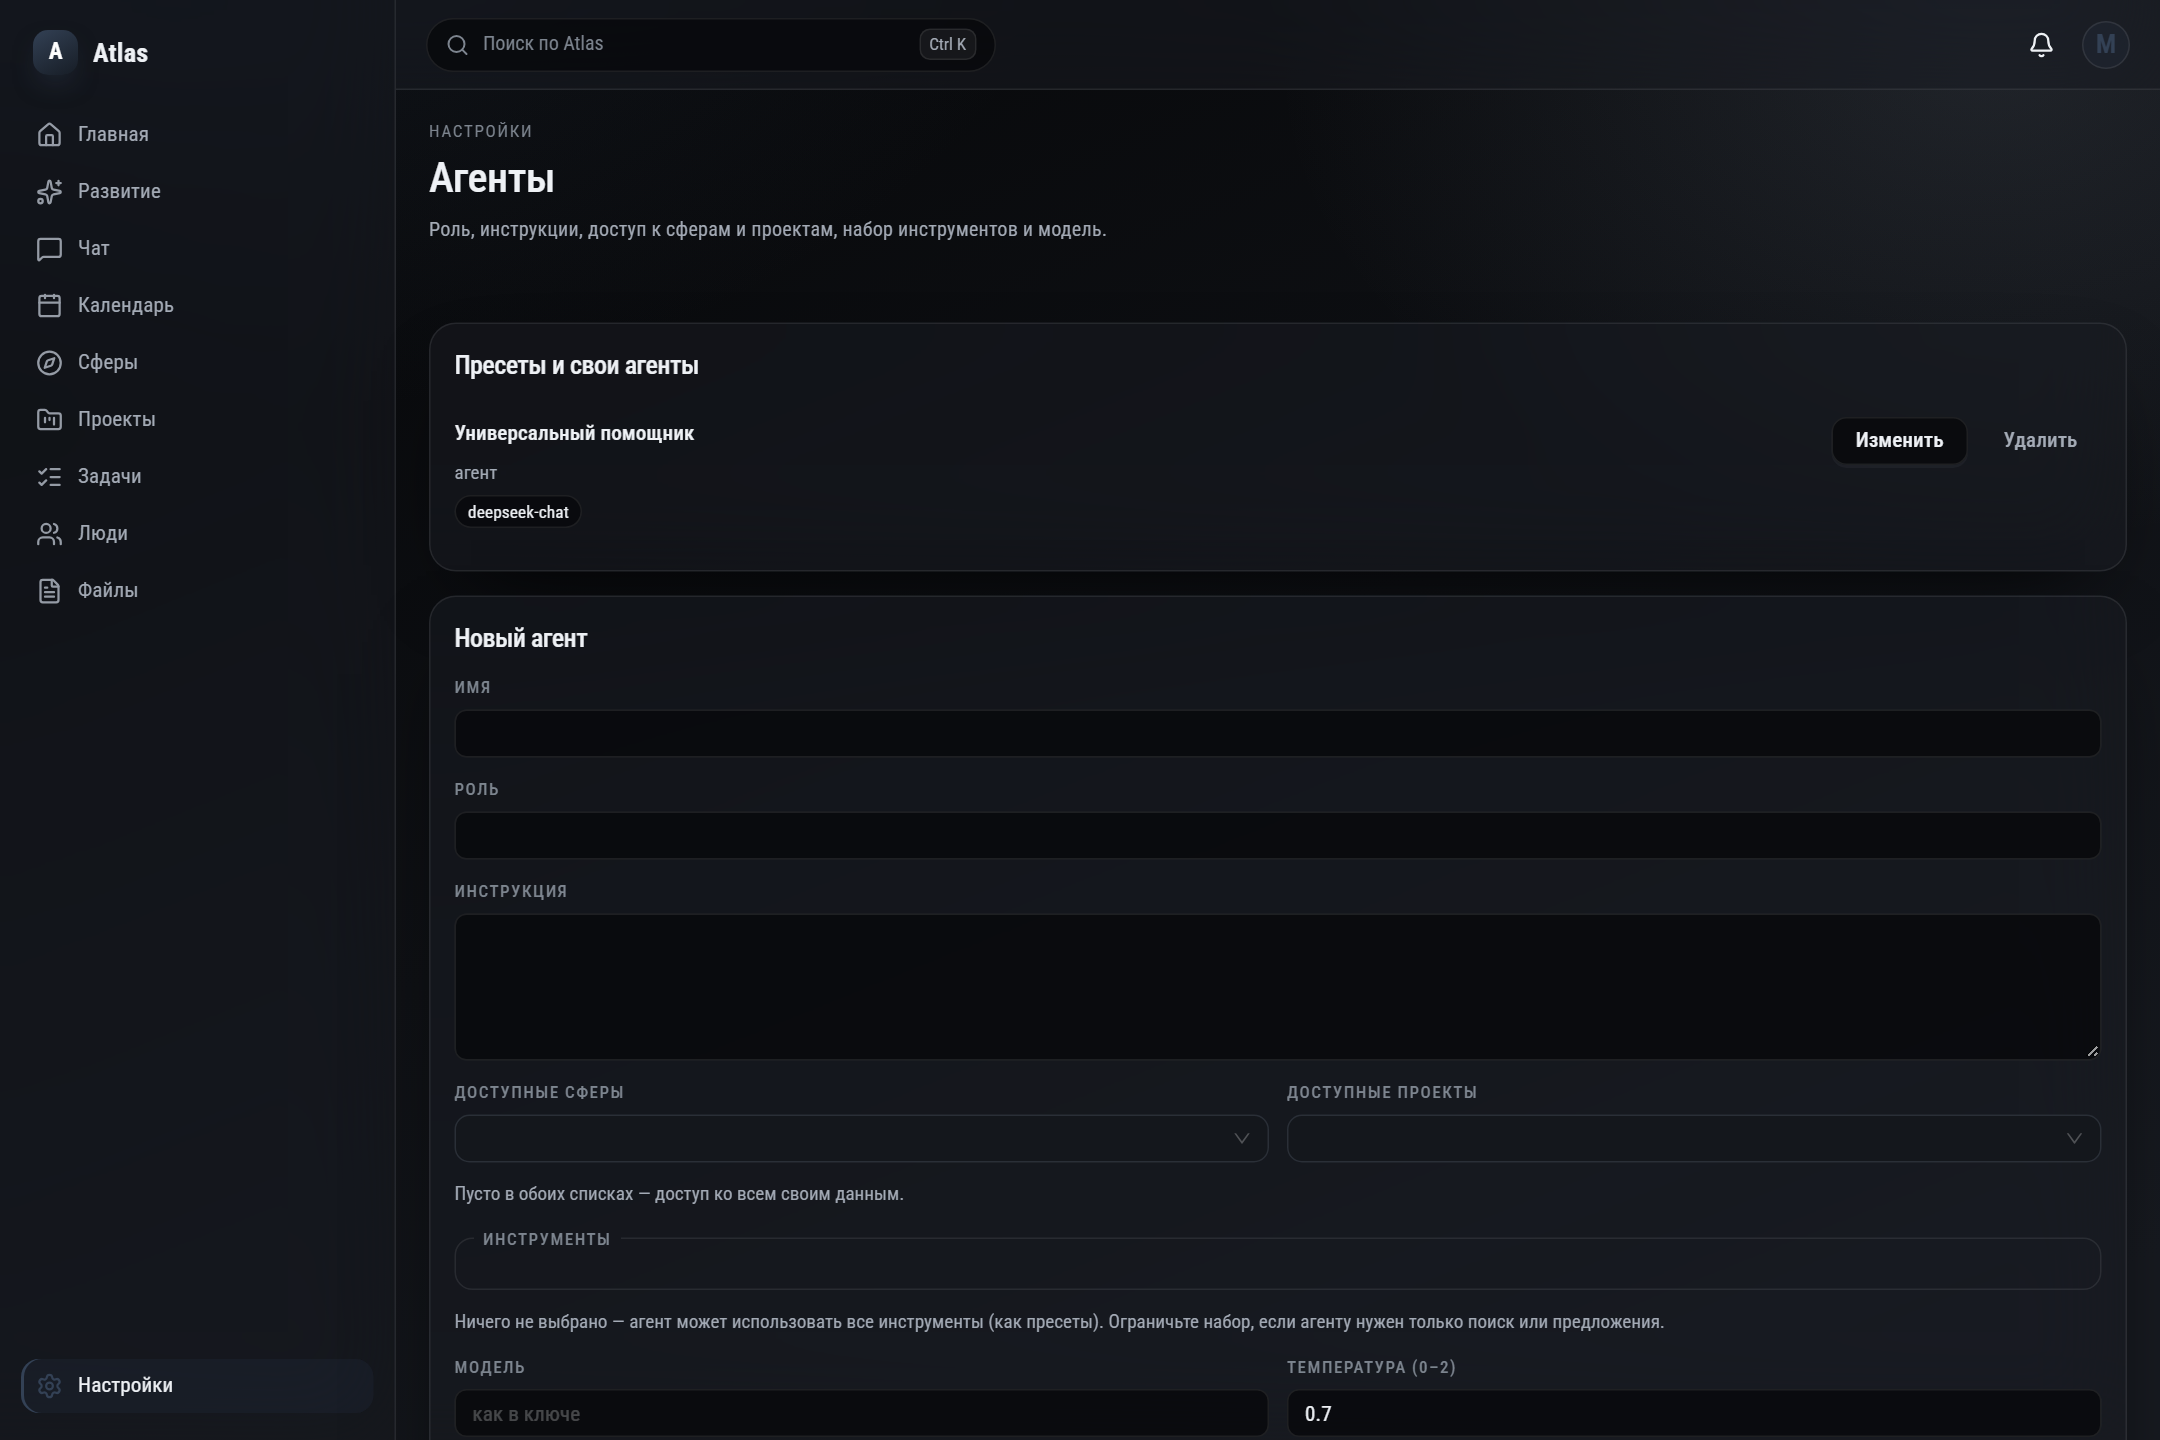 A Atlas
Поиск по Atlas Ctrl K
M
Главная
Развитие
Чат
Календарь
Сферы
Проекты
Задачи
Люди
Файлы
Настройки
НАСТРОЙКИ
Агенты
Роль, инструкции, доступ к сферам и проектам, набор инструментов и модель.
Пресеты и свои агенты
Универсальный помощник
агент
deepseek-chat
Изменить Удалить
Новый агент
ИМЯ
РОЛЬ
ИНСТРУКЦИЯ
ДОСТУПНЫЕ СФЕРЫ ДОСТУПНЫЕ ПРОЕКТЫ
Пусто в обоих списках — доступ ко всем своим данным.
ИНСТРУМЕНТЫ
Ничего не выбрано — агент может использовать все инструменты (как пресеты). Ограничьте набор, если агенту нужен только поиск или предложения.
МОДЕЛЬ ТЕМПЕРАТУРА (0–2)
как в ключе 0.7